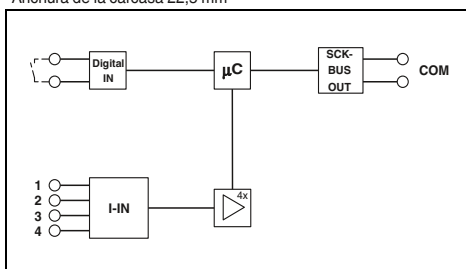 Anchura de la carcasa 22,5 mm
Digital
IN
µC
SCK-
BUS
OUT
COM
1
2
3
4
I-IN
4x